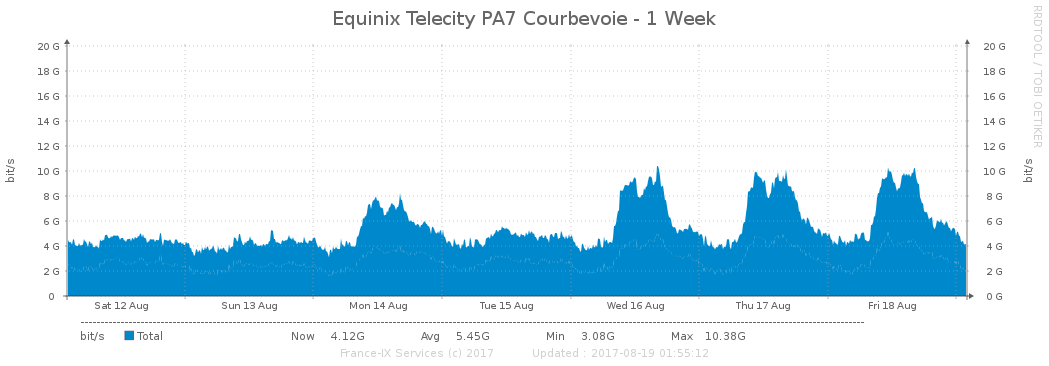 Equinix Telecity PA7 Courbevoie - 1 Week
RRDTOOL / TOBI OETIKER
bit/s
20 G
18 G
16 G
14 G
12 G
10 G
8 G
6 G
4 G
2 G
0
20 G
18 G
16 G
14 G
12 G
10 G
8 G
6 G
4 G
2 G
0 G
bit/s
Sat 12 Aug Sun 13 Aug Mon 14 Aug Tue 15 Aug Wed 16 Aug Thu 17 Aug Fri 18 Aug
bit/s Total Now 4.12G Avg 5.45G Min 3.08G Max 10.38G
France-IX Services (c) 2017 Updated : 2017-08-19 01:55:12